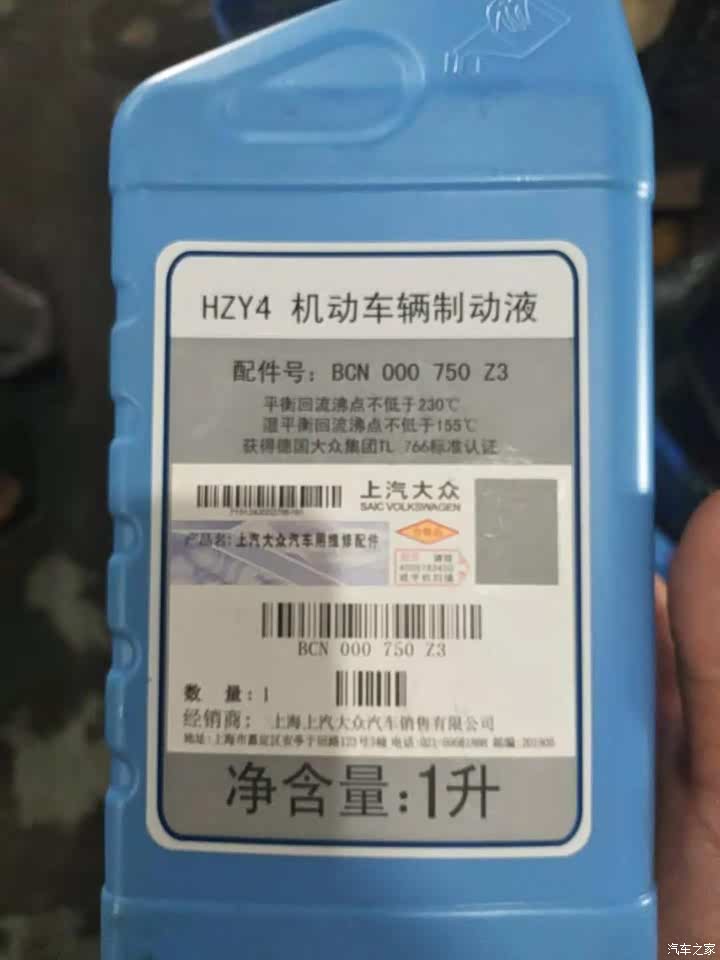 HZY4 机动车辆制动液
配件号：BCN 000 750 Z3
平衡回流沸点不低于230℃
湿平衡回流沸点不低于155℃
获得德国大众集团TL 766标准认证
上汽大众
SAIC VOLKSWAGEN
产品名：上汽大众汽车用维修配件
合格品
BCN 000 750 Z3
数 量：1
经销商： 上海上汽大众汽车销售有限公司
净含量：1升
汽车之家